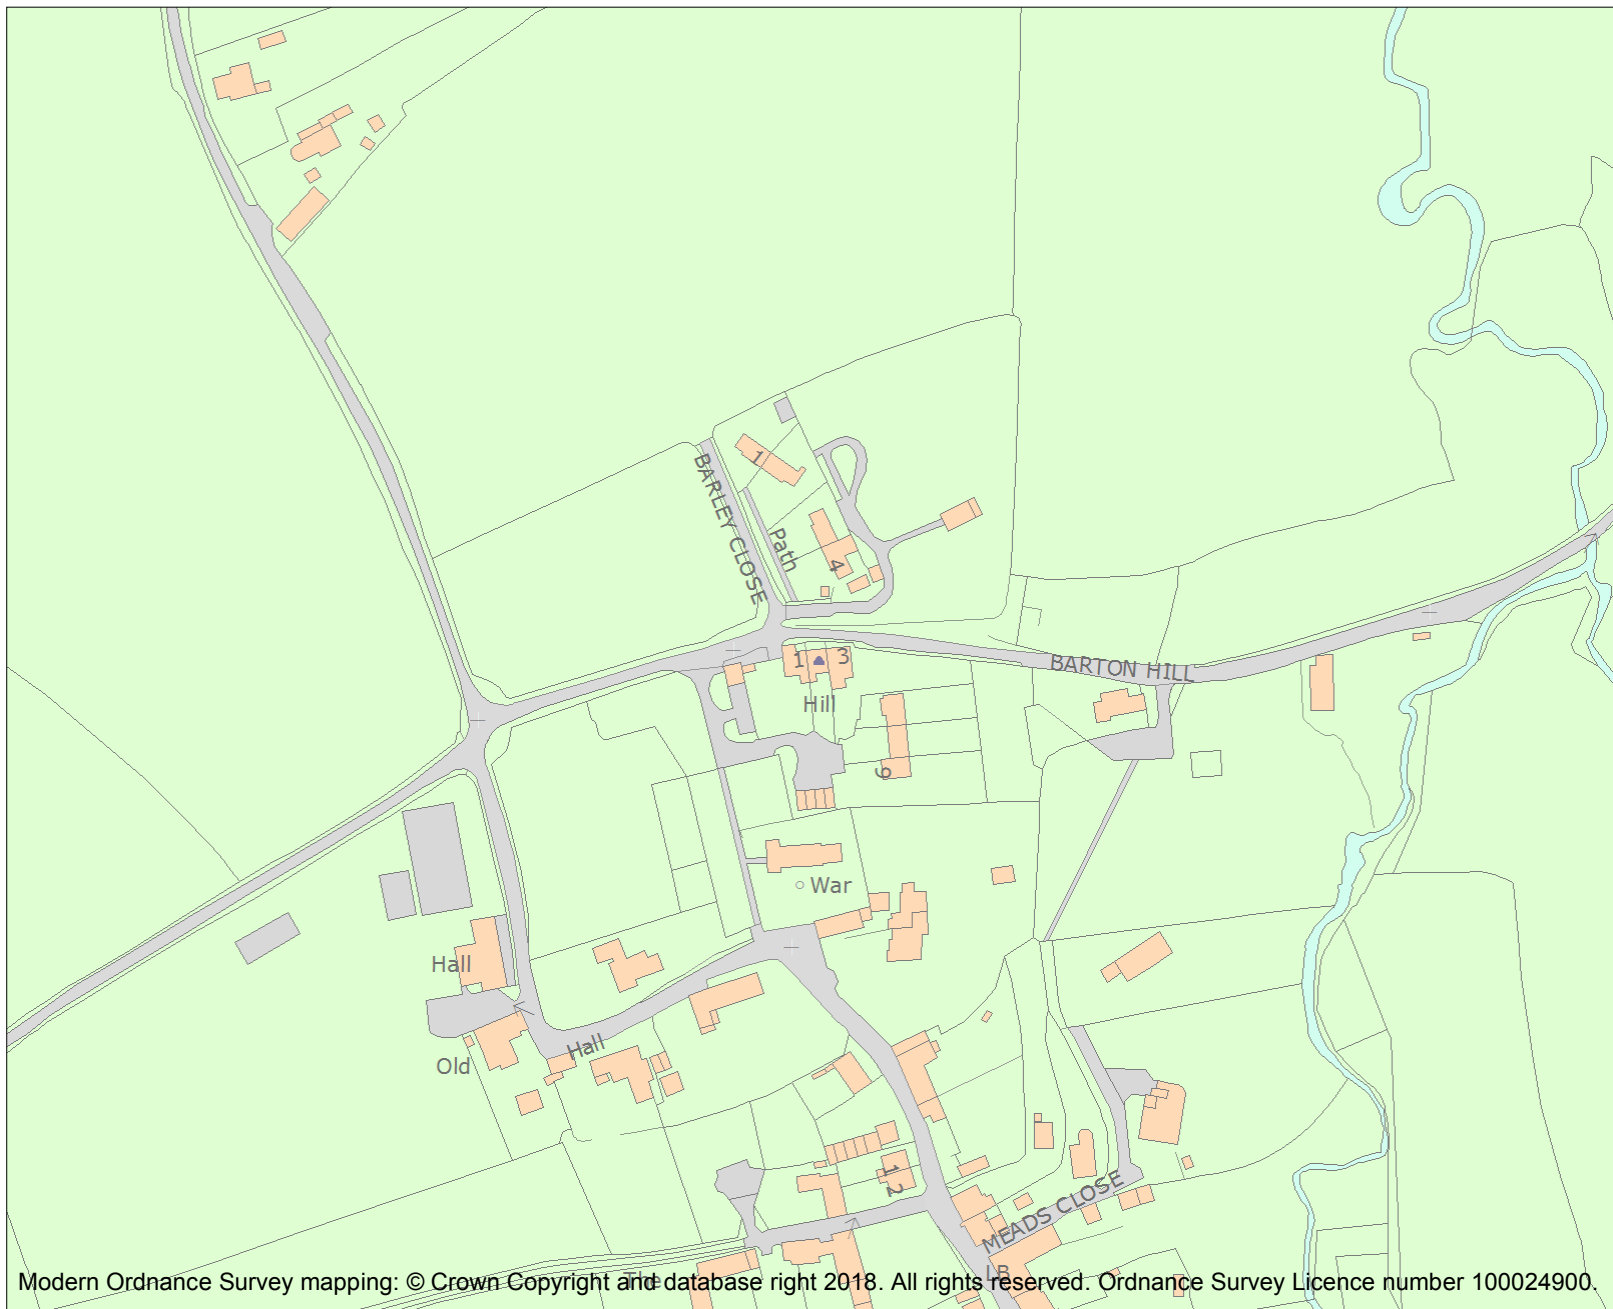 BARLEY CLOSE
1
Path
4
1
3
BARTON HILL
Hill
9
War
Hall
Hall
Old
12
MEADS CLOSE
LB
The
Modern Ordnance Survey mapping: © Crown Copyright and database right 2018. All rights reserved. Ordnance Survey Licence number 100024900.